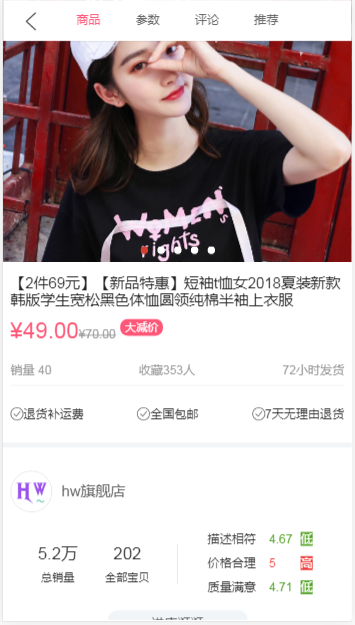 商品 参数 评论 推荐
WOMEN'S
rights
【2件69元】【新品特惠】短袖t恤女2018夏装新款
韩版学生宽松黑色体恤圆领纯棉半袖上衣服
¥49.00 ¥70.00 大减价
销量 40 收藏353人 72小时发货
退货补运费 全国包邮 7天无理由退货
HW
hw旗舰店
5.2万 202
总销量 全部宝贝
描述相符 4.67 低
价格合理 5 高
质量满意 4.71 低
进店逛逛